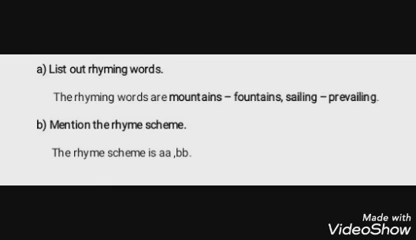 a) List out rhyming words.
The rhyming words are mountains – fountains, sailing – prevailing.
b) Mention the rhyme scheme.
The rhyme scheme is aa ,bb.
Made with
VideoShow